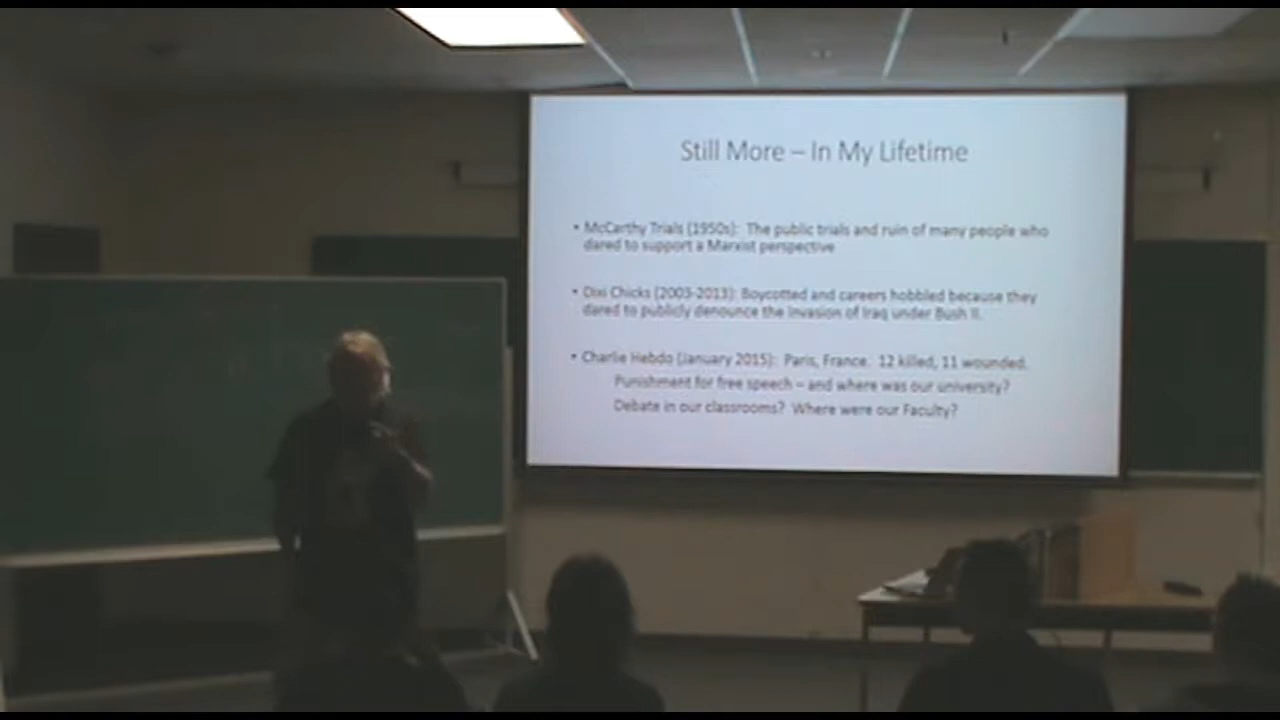 Still More – In My Lifetime
• McCarthy Trials (1950s): The public trials and ruin of many people who
dared to support a Marxist perspective
• Dixi Chicks (2003-2013): Boycotted and careers hobbled because they
dared to publicly denounce the Invasion of Iraq under Bush II.
• Charlie Hebdo (January 2015): Paris, France. 12 killed, 11 wounded.
Punishment for free speech – and where was our university?
Debate in our classrooms? Where were our Faculty?